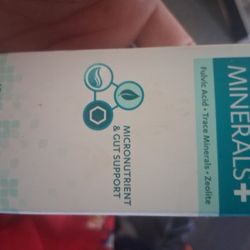 MINERALS+
Fulvic Acid • Trace Minerals • Zeolite
MICRONUTRIENT
& GUT SUPPORT